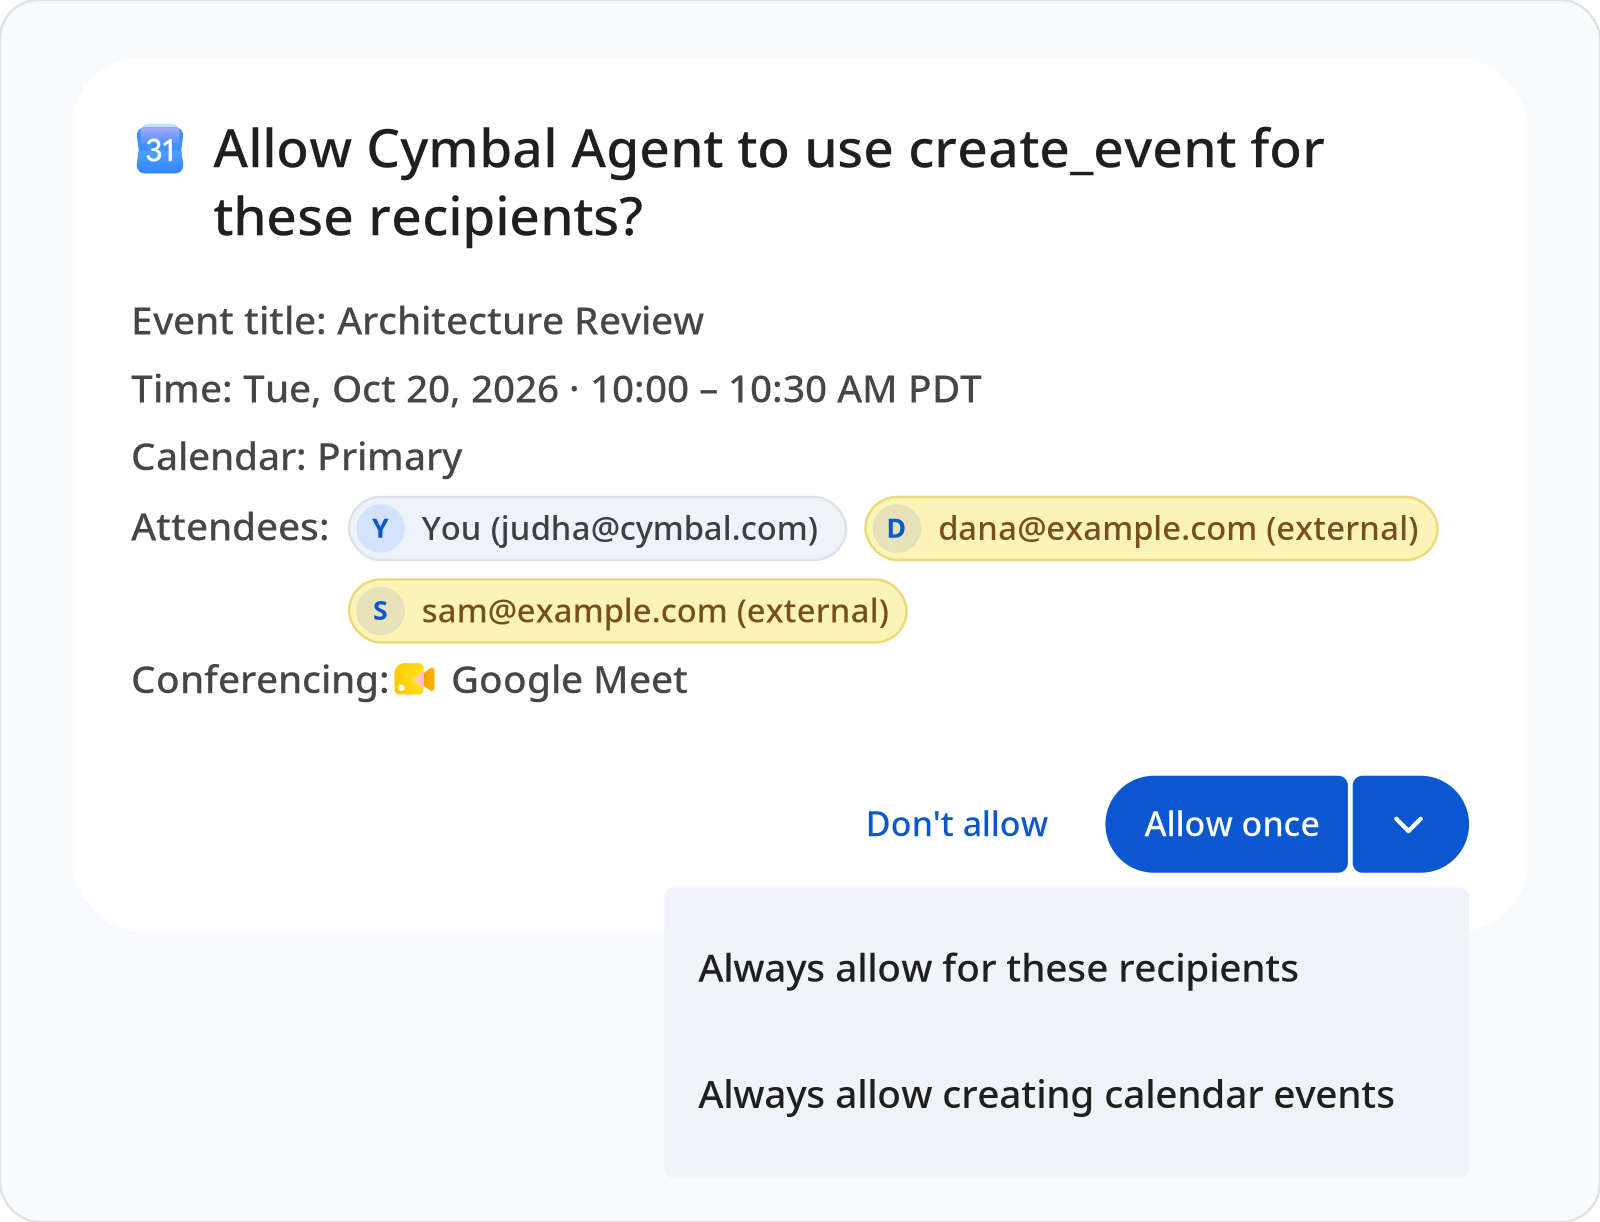 31 Allow Cymbal Agent to use create_event for
these recipients?
Event title: Architecture Review
Time: Tue, Oct 20, 2026 · 10:00 – 10:30 AM PDT
Calendar: Primary
Attendees: Y You (judha@cymbal.com) D dana@example.com (external)
S sam@example.com (external)
Conferencing: Google Meet
Don't allow Allow once
Always allow for these recipients
Always allow creating calendar events